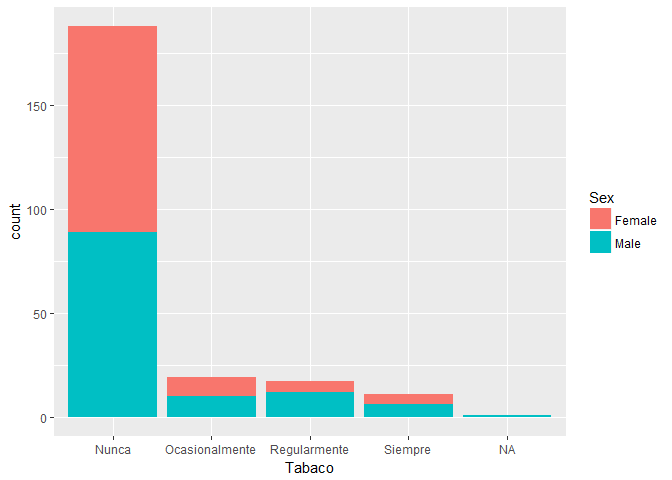 count
150
100
50
0
Nunca Ocasionalmente Regularmente Siempre NA
Tabaco
Sex
Female
Male